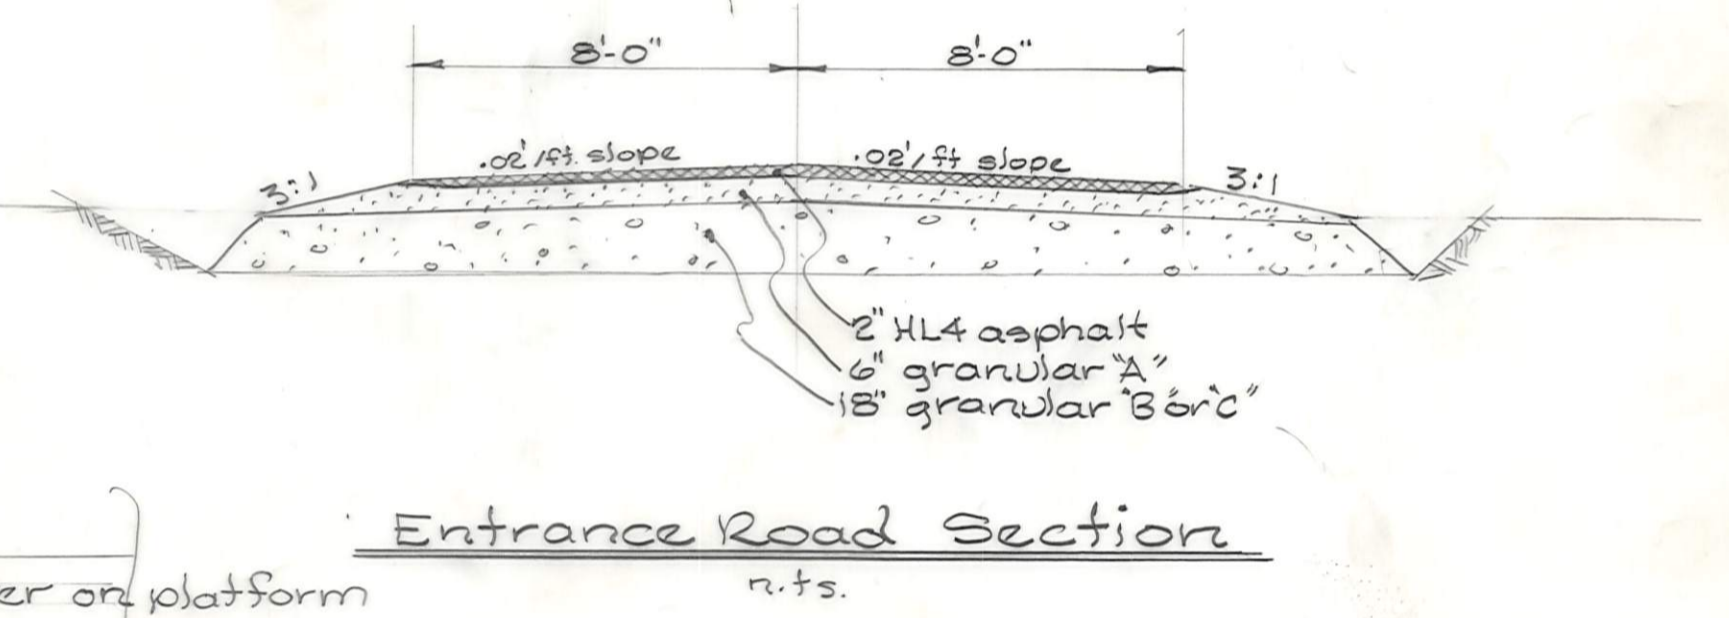 8'-0" 8'-0"
.02'/ft. slope .02'/ft slope
3:1 3:1
2" HL4 asphalt
6" granular "A"
18" granular "B" or "C"
Entrance Road Section
n.t.s.
er on platform